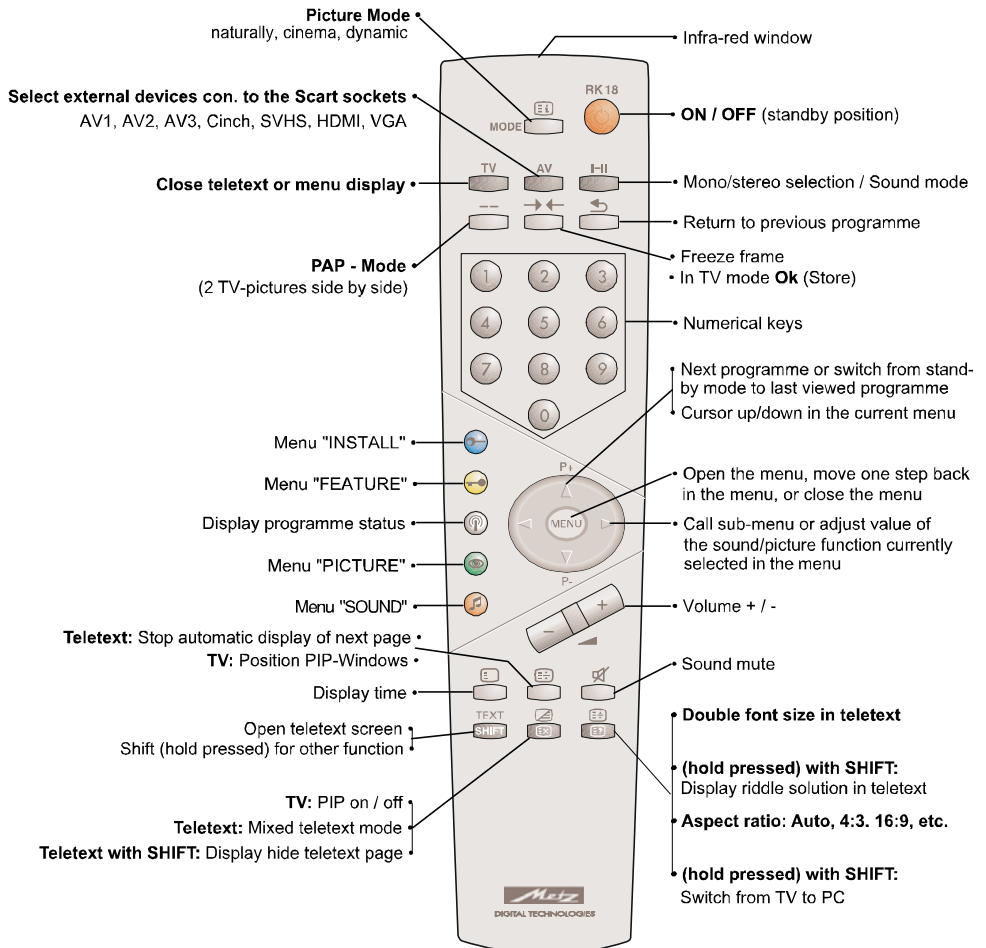 Picture Mode
naturally, cinema, dynamic
Infra-red window
RK 18
Select external devices con. to the Scart sockets
AV1, AV2, AV3, Cinch, SVHS, HDMI, VGA
MODE
ON / OFF (standby position)
TV
AV
I-II
Close teletext or menu display
Mono/stereo selection / Sound mode
Return to previous programme
PAP - Mode
(2 TV-pictures side by side)
Freeze frame
In TV mode Ok (Store)
1
2
3
4
5
6
Numerical keys
7
8
9
0
Next programme or switch from stand-
by mode to last viewed programme
Cursor up/down in the current menu
Menu "INSTALL"
Menu "FEATURE"
Display programme status
Menu "PICTURE"
Menu "SOUND"
P+
MENU
P-
Open the menu, move one step back
in the menu, or close the menu
Call sub-menu or adjust value of
the sound/picture function currently
selected in the menu
+
−
Volume + / -
Teletext: Stop automatic display of next page
TV: Position PIP-Windows
Display time
Sound mute
TEXT
SHIFT
Open teletext screen
Shift (hold pressed) for other function
Double font size in teletext
(hold pressed) with SHIFT:
Display riddle solution in teletext
Aspect ratio: Auto, 4:3. 16:9, etc.
(hold pressed) with SHIFT:
Switch from TV to PC
TV: PIP on / off
Teletext: Mixed teletext mode
Teletext with SHIFT: Display hide teletext page
Metz
DIGITAL TECHNOLOGIES